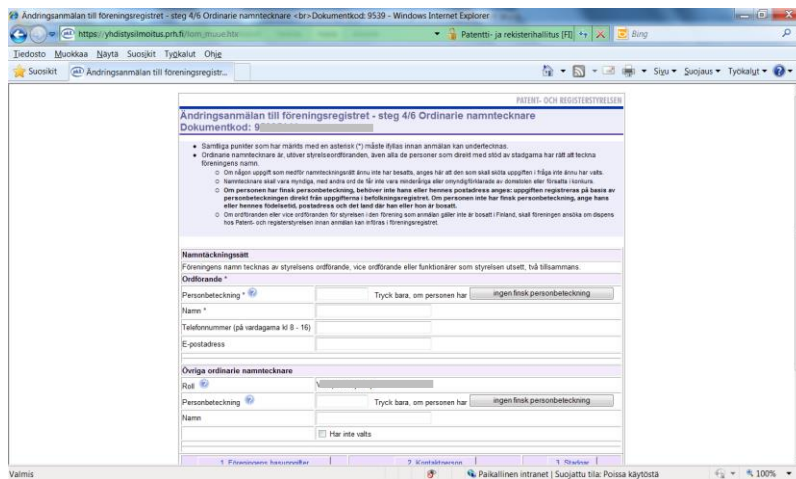 Ändringsanmälan till föreningsregistret - steg 4/6 Ordinarie namntecknare <br>Dokumentkod: 9539 - Windows Internet Explorer
https://yhdistysilmoitus.prh.fi/lom_muue.htx
Patentti- ja rekisterihallitus [FI]
Bing
Tiedosto Muokkaa Näytä Suosikit Työkalut Ohje
Suosikit
Ändringsanmälan till föreningsregistr...
Sivu Suojaus Työkalut
PATENT- OCH REGISTERSTYRELSEN
Ändringsanmälan till föreningsregistret - steg 4/6 Ordinarie namntecknare
Dokumentkod: 9
Samtliga punkter som har märkts med en asterisk (*) måste ifyllas innan anmälan kan undertecknas.
Ordinarie namntecknare är, utöver styrelseordföranden, även alla de personer som direkt med stöd av stadgarna har rätt att teckna
föreningens namn.
Om någon uppgift som medför namnteckningsrätt ännu inte har besatts, anges här att den som skall sköta uppgiften i fråga inte ännu har valts.
Namntecknare skall vara myndiga, med andra ord de får inte vara minderåriga eller omyndigförklarade av domstolen eller försatta i konkurs.
Om personen har finsk personbeteckning, behöver inte hans eller hennes postadress anges; uppgiften registreras på basis av
personbeteckningen direkt från uppgifterna i befolkningsregistret. Om personen inte har finsk personbeteckning, ange hans
eller hennes födelsetid, postadress och det land där han eller hon är bosatt.
Om ordföranden eller vice ordföranden för styrelsen i den förening som anmälan gäller inte är bosatt i Finland, skall föreningen ansöka om dispens
hos Patent- och registerstyrelsen innan anmälan kan införas i föreningsregistret.
Namntäckningssätt
Föreningens namn tecknas av styrelsens ordförande, vice ordförande eller funktionärer som styrelsen utsett, två tillsammans.
Ordförande *
Personbeteckning * Tryck bara, om personen har ingen finsk personbeteckning
Namn *
Telefonnummer (på vardagarna kl 8 - 16)
E-postadress
Övriga ordinarie namntecknare
Roll
Personbeteckning Tryck bara, om personen har ingen finsk personbeteckning
Namn
Har inte valts
1. Föreningens basuppgifter 2. Kontaktperson 3. Stadgar
Valmis Paikallinen intranet | Suojattu tila: Poissa käytöstä 100%